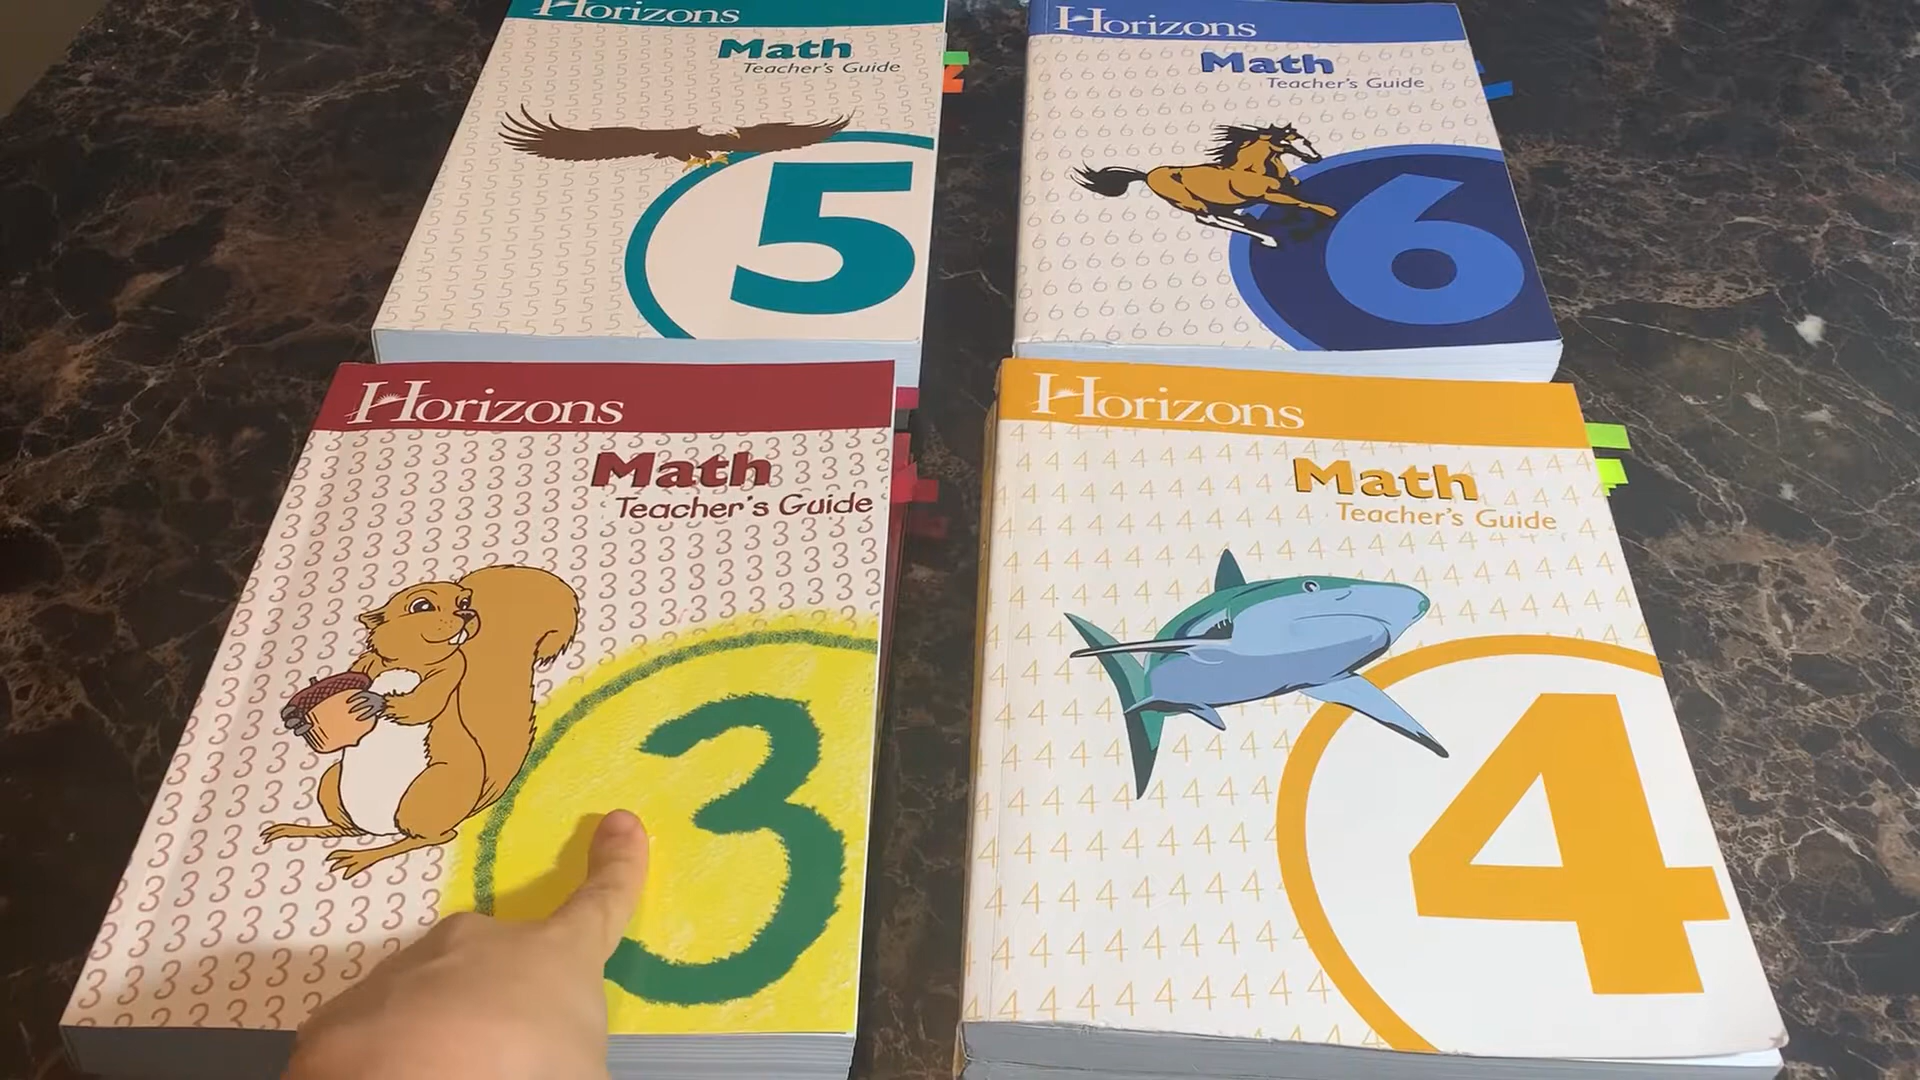 Horizons
Math
Teacher's Guide
5
Horizons
Math
Teacher's Guide
6
Horizons
Math
Teacher's Guide
3
Horizons
Math
Teacher's Guide
4